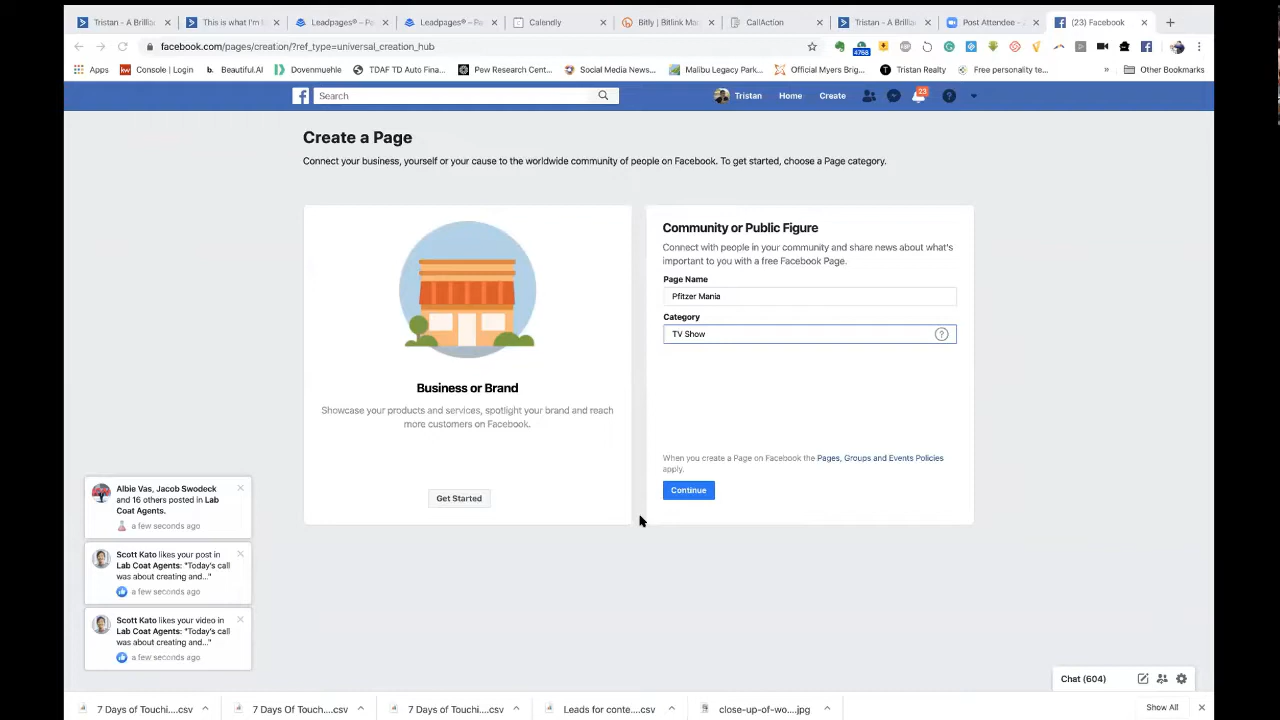 Tristan - A Brillia
This is what I'm B
Leadpages® – Po
Leadpages® – Re
Calendly
Bitly | Bitlink Ma
CallAction
Tristan - A Brillia
Post Attendee -
(23) Facebook
facebook.com/pages/creation/?ref_type=universal_creation_hub
4768
Apps
Console | Login
Beautiful.AI
Dovenmuehle
TDAF TD Auto Fina...
Pew Research Cent...
Social Media News...
Malibu Legacy Park...
Official Myers Brig...
Tristan Realty
Free personality te...
»
Other Bookmarks
Search
Tristan
Home
Create
23
Create a Page
Connect your business, yourself or your cause to the worldwide community of people on Facebook. To get started, choose a Page category.
Business or Brand
Showcase your products and services, spotlight your brand and reach
more customers on Facebook.
Get Started
Community or Public Figure
Connect with people in your community and share news about what's
important to you with a free Facebook Page.
Page Name
Pfitzer Mania
Category
TV Show
?
When you create a Page on Facebook the Pages, Groups and Events Policies
apply.
Continue
Albie Vas, Jacob Swodeck
and 16 others posted in Lab
Coat Agents.
a few seconds ago
Scott Kato likes your post in
Lab Coat Agents: "Today's call
was about creating and..."
a few seconds ago
Scott Kato likes your video in
Lab Coat Agents: "Today's call
was about creating and..."
a few seconds ago
Chat (604)
7 Days of Touchi....csv
7 Days Of Touch....csv
7 Days of Touchi....csv
Leads for conte....csv
close-up-of-wo....jpg
Show All